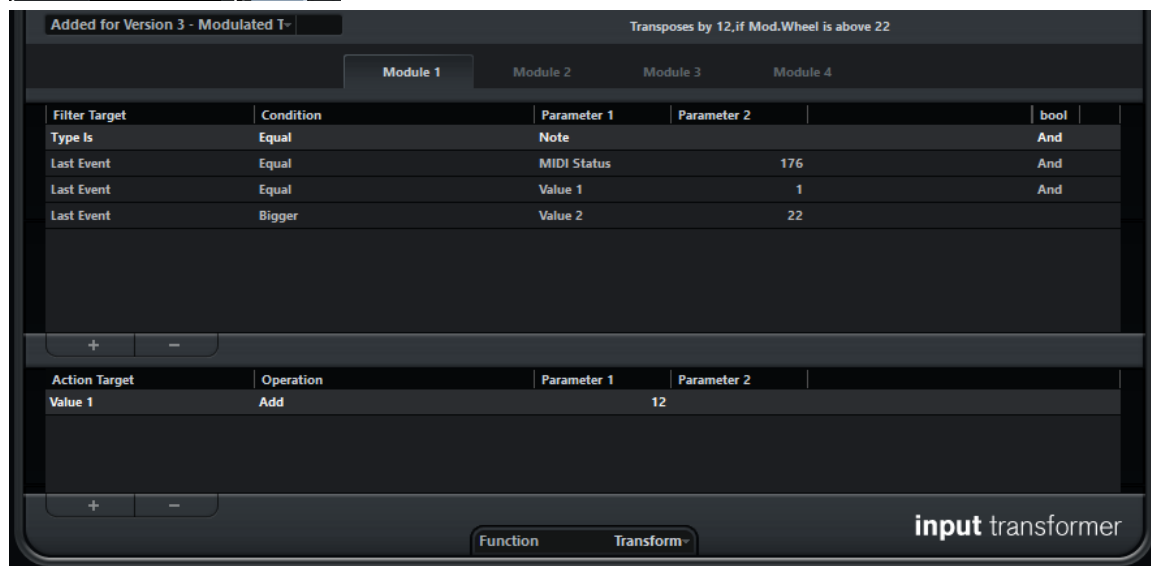 Added for Version 3 - Modulated T
Transposes by 12,if Mod.Wheel is above 22
Module 1 Module 2 Module 3 Module 4
Filter Target Condition Parameter 1 Parameter 2 bool
Type Is Equal Note And
Last Event Equal MIDI Status 176 And
Last Event Equal Value 1 1 And
Last Event Bigger Value 2 22
+ −
Action Target Operation Parameter 1 Parameter 2
Value 1 Add 12
+ −
input transformer
Function Transform